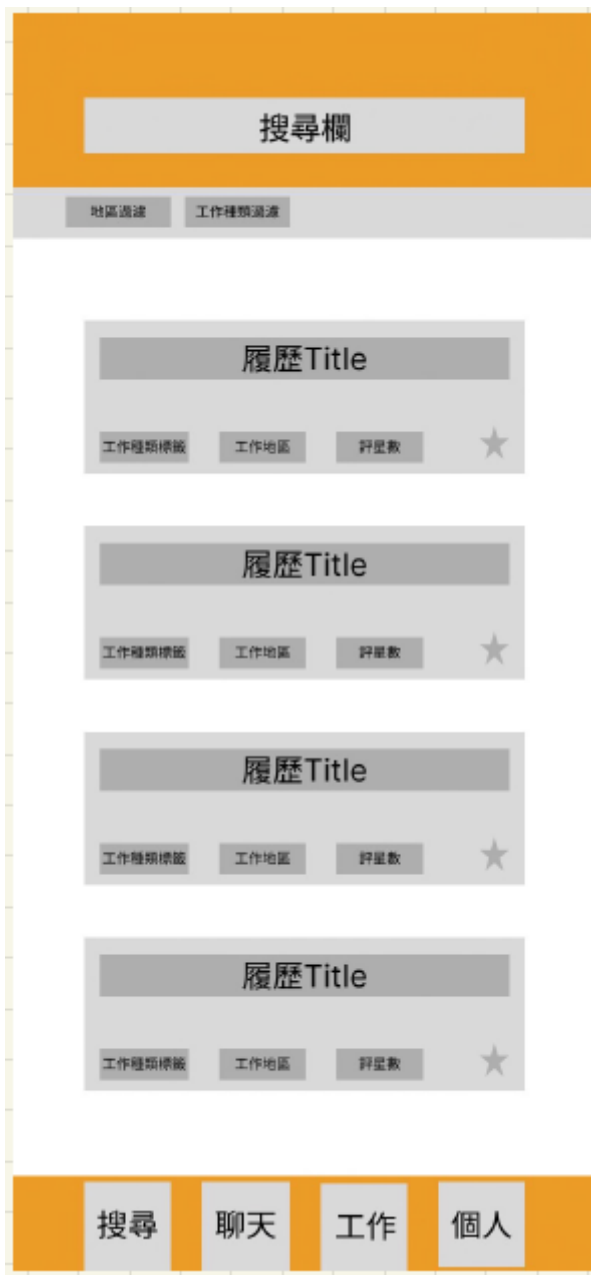 搜尋欄
地區過濾 工作種類過濾
履歷Title
工作種類標籤 工作地區 評星數
履歷Title
工作種類標籤 工作地區 評星數
履歷Title
工作種類標籤 工作地區 評星數
履歷Title
工作種類標籤 工作地區 評星數
搜尋 聊天 工作 個人